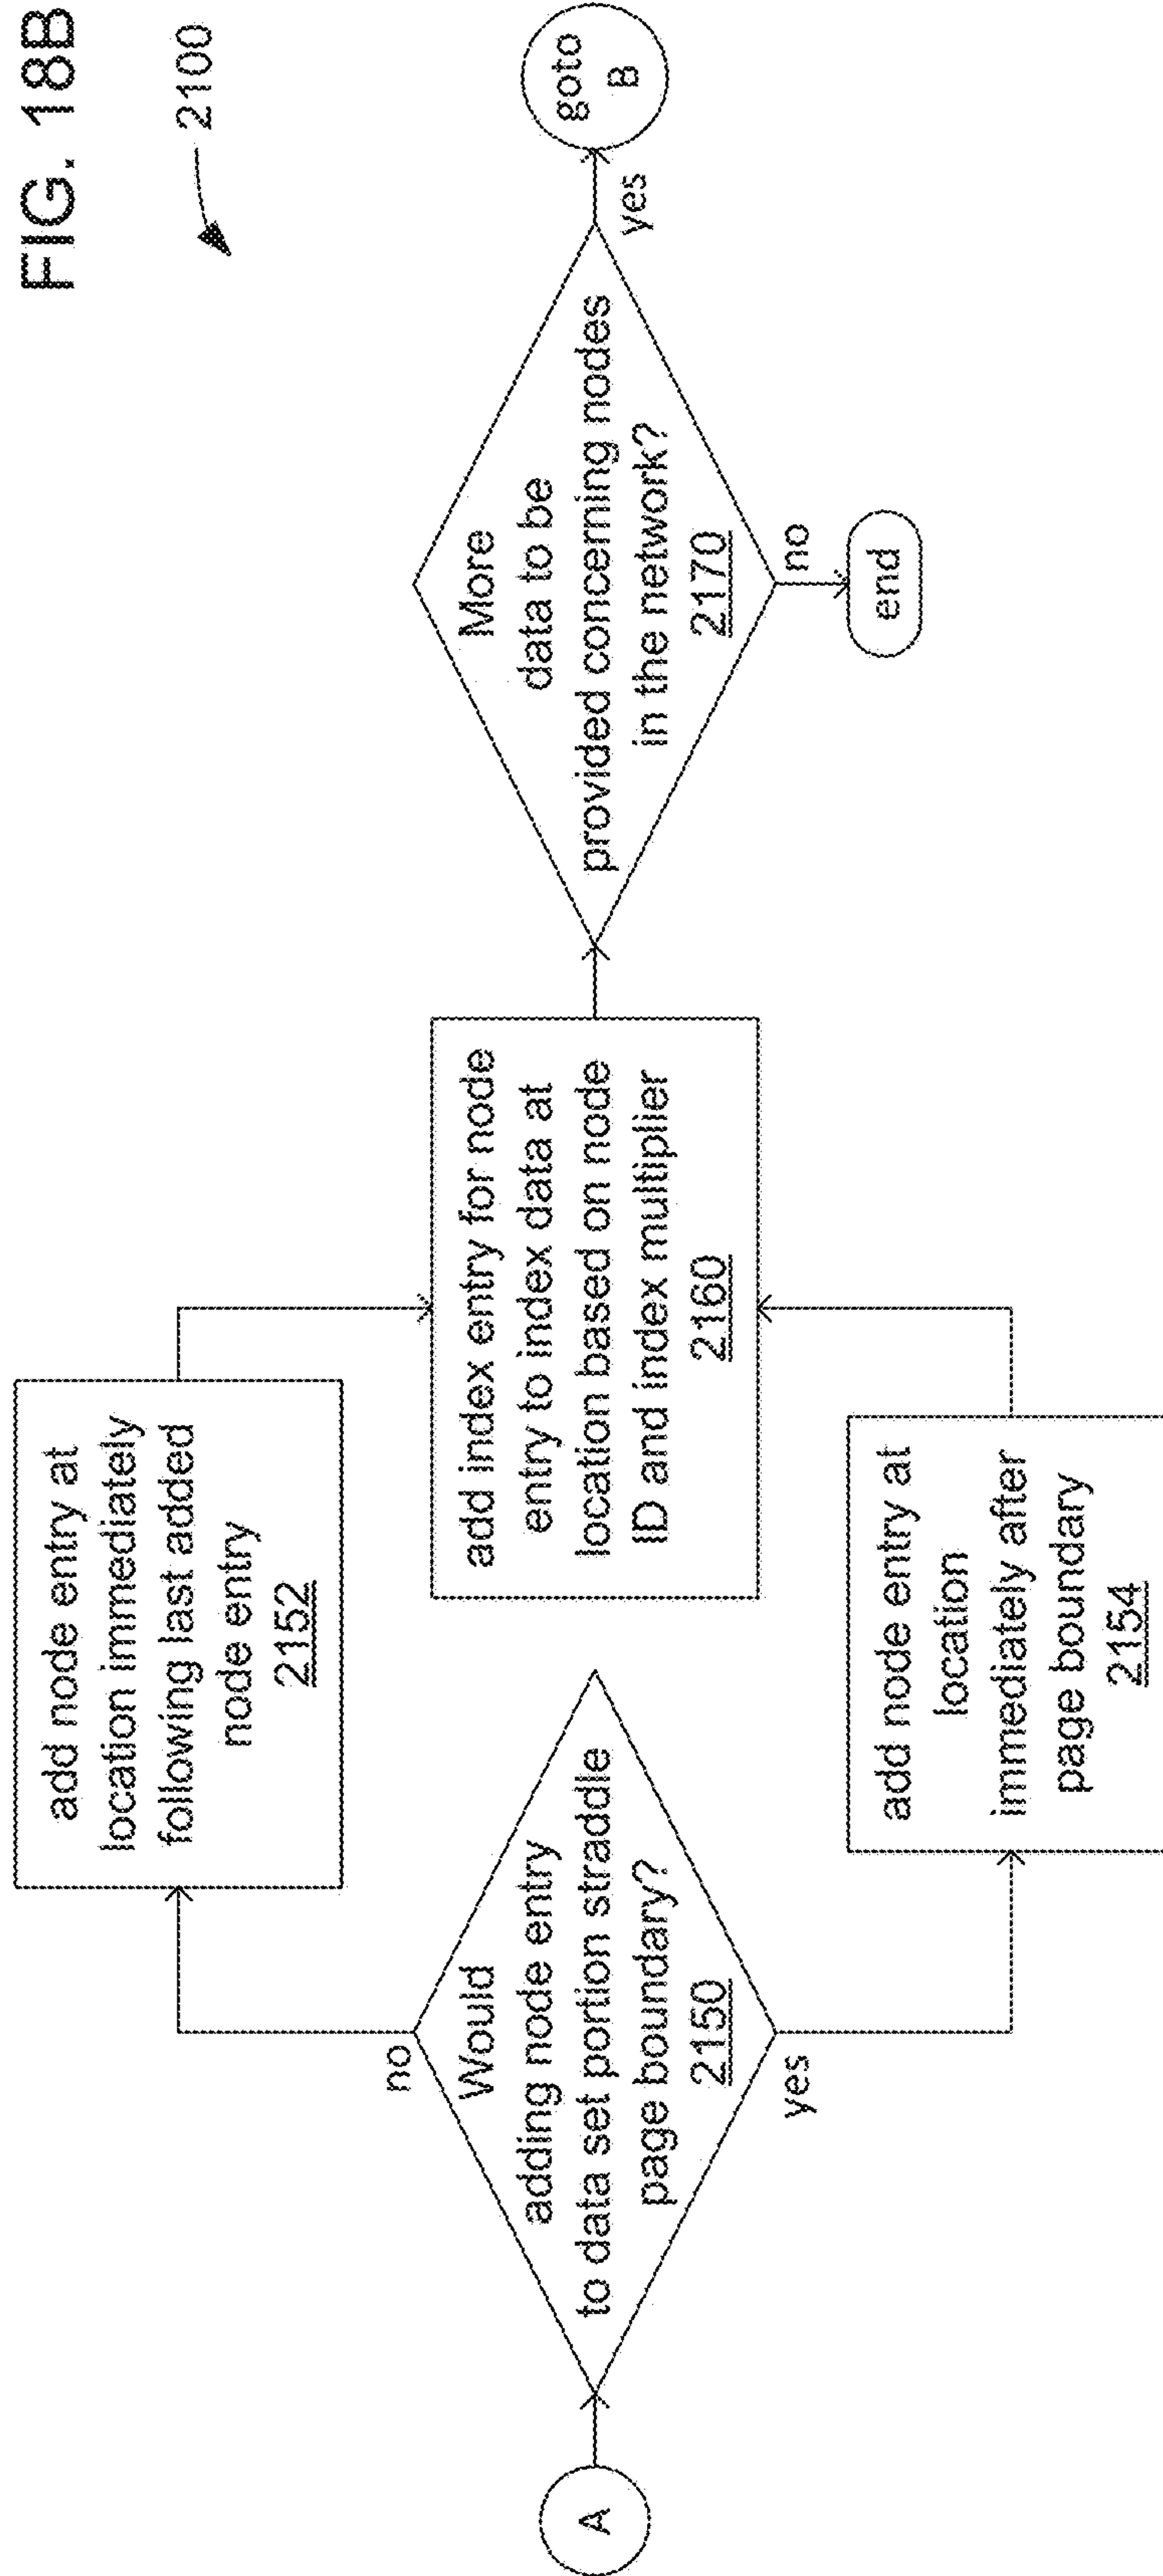 FIG. 18B
2100
A
Would
adding node entry
to data set portion straddle
page boundary?
2150
no
yes
add node entry at
location immediately
following last added
node entry
2152
add node entry at
location
immediately after
page boundary
2154
add index entry for node
entry to index data at
location based on node
ID and index multiplier
2160
More
data to be
provided concerning nodes
in the network?
2170
yes
no
goto
B
end